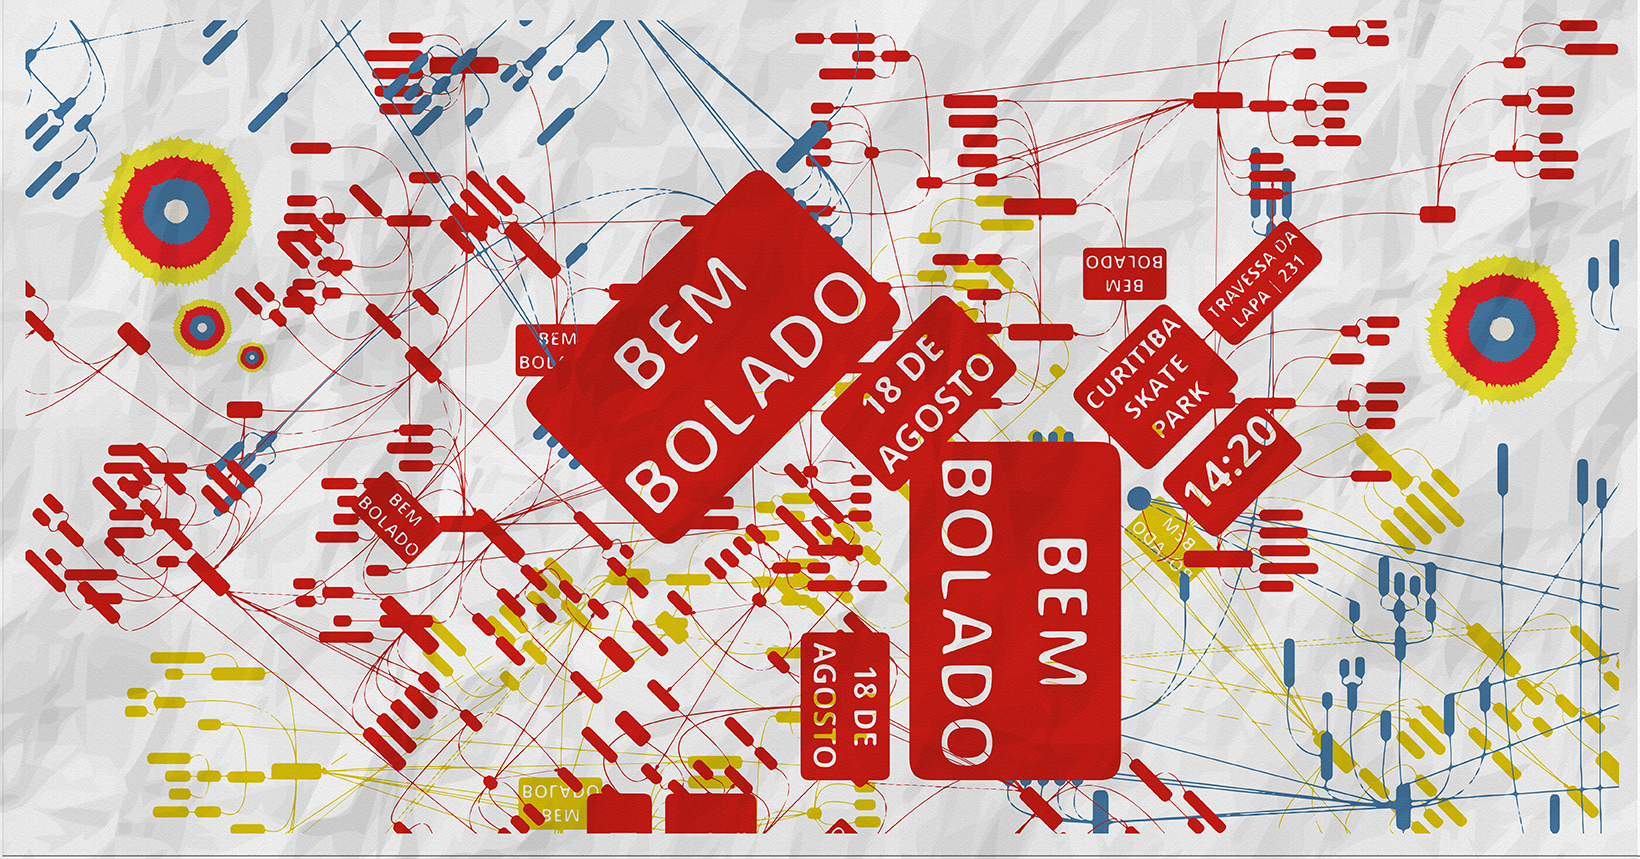 BEM
BOLADO
18 DE
AGOSTO
CURITIBA
SKATE
PARK
14:20
TRAVESSA DA
LAPA | 231
BEM
BOLADO
BEM
BOLADO
BEM
BOLADO
BEM
18 DE
AGOSTO
BEM
BOLADO
BEM
BOLADO